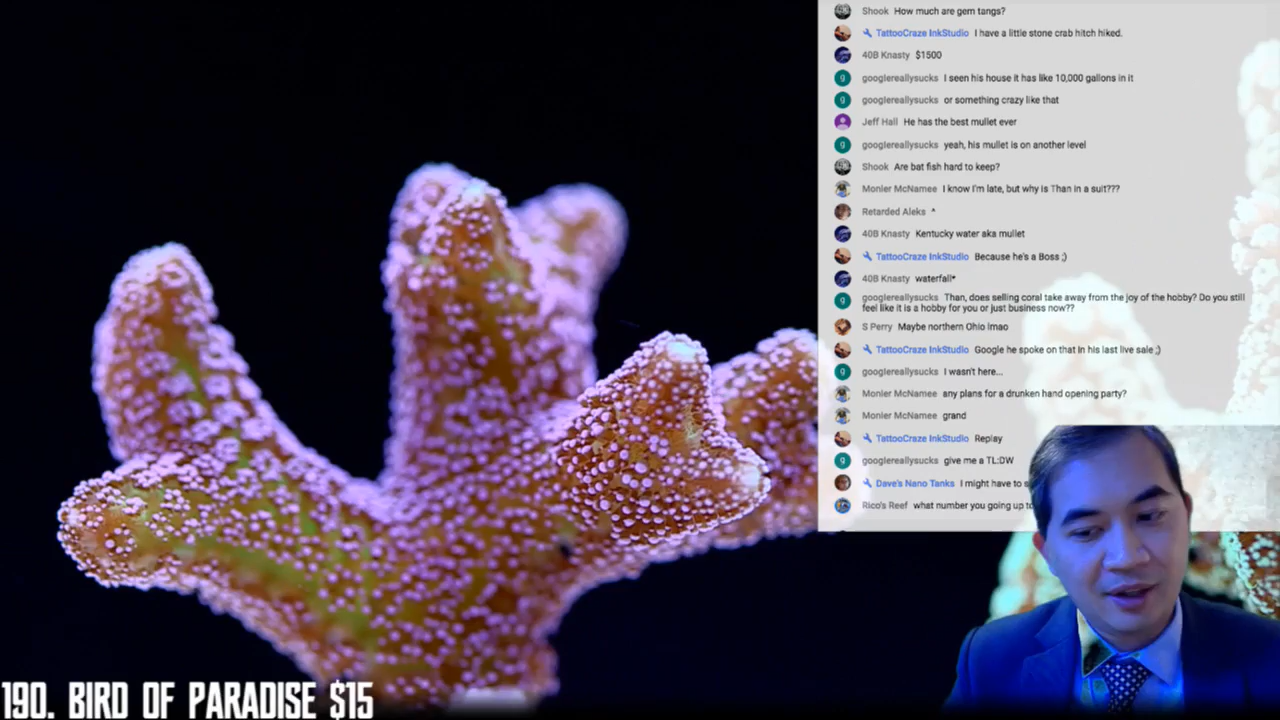 Shook How much are gem tangs?
TattooCraze InkStudio I have a little stone crab hitch hiked.
40B Knasty $1500
googlereallysucks I seen his house it has like 10,000 gallons in it
googlereallysucks or something crazy like that
Jeff Hall He has the best mullet ever
googlereallysucks yeah, his mullet is on another level
Shook Are bat fish hard to keep?
Monier McNamee I know I'm late, but why is Than in a suit???
Retarded Aleks ^
40B Knasty Kentucky water aka mullet
TattooCraze InkStudio Because he's a Boss ;)
40B Knasty waterfall*
googlereallysucks Than, does selling coral take away from the joy of the hobby? Do you still
feel like it is a hobby for you or just business now??
S Perry Maybe northern Ohio lmao
TattooCraze InkStudio Google he spoke on that in his last live sale ;)
googlereallysucks I wasn't here...
Monier McNamee any plans for a drunken hand opening party?
Monier McNamee grand
TattooCraze InkStudio Replay
googlereallysucks give me a TL:DW
Dave's Nano Tanks I might have to
Rico's Reef what number you going up to
190. BIRD OF PARADISE $15